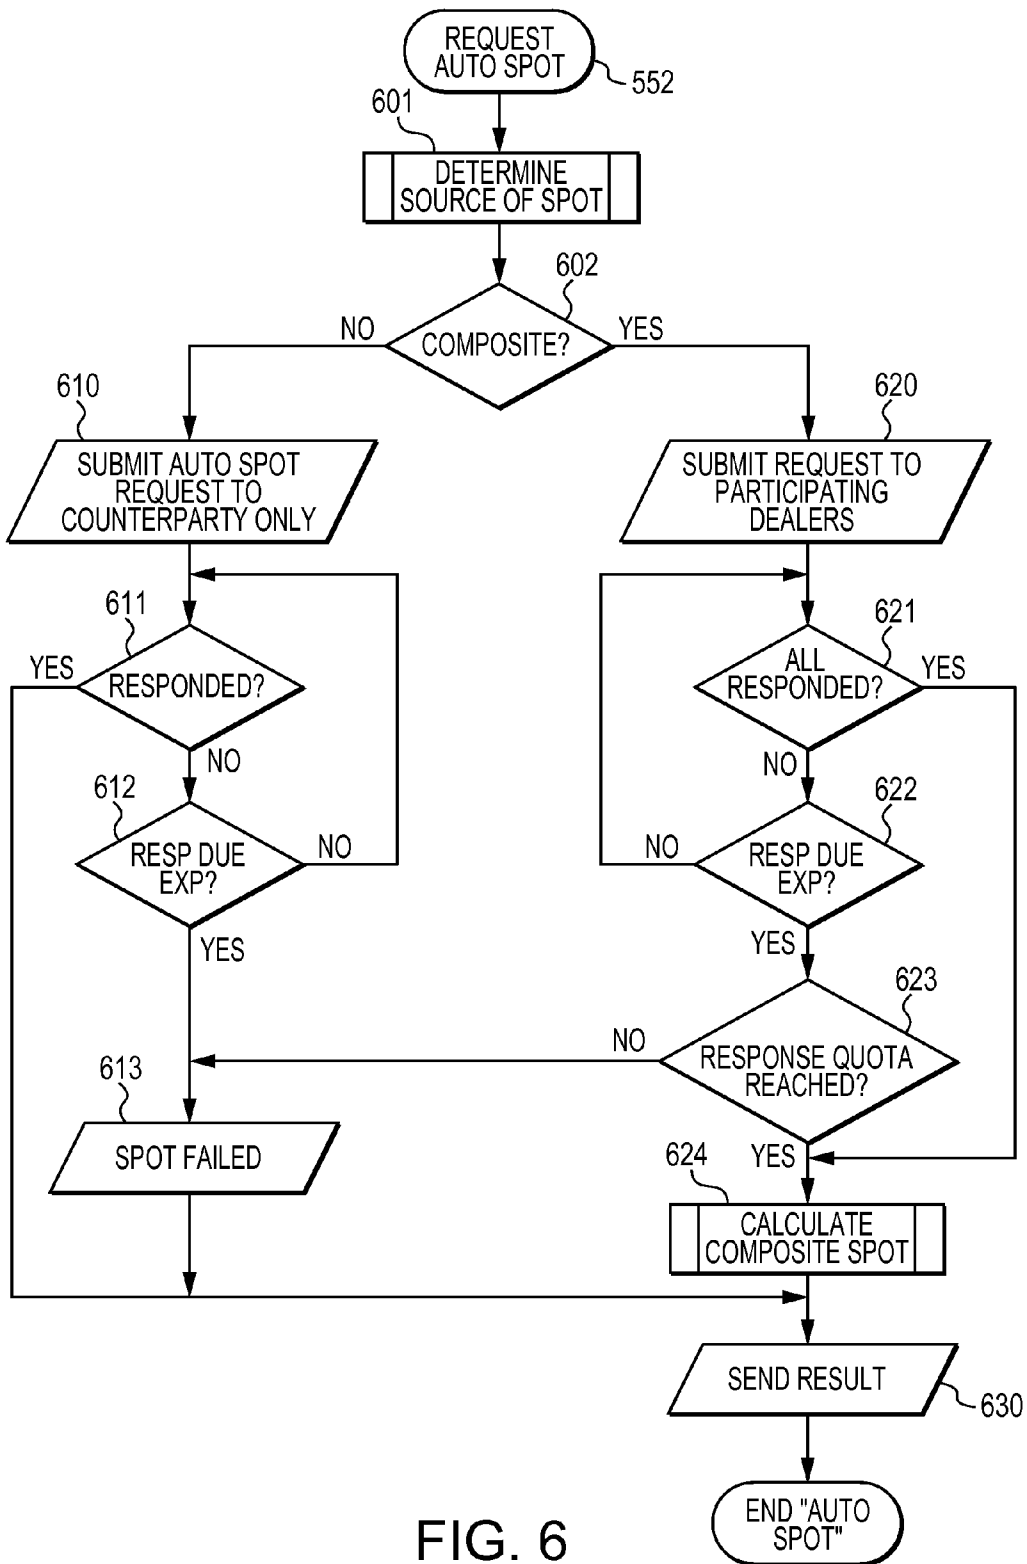 REQUEST
AUTO SPOT
552
601
DETERMINE
SOURCE OF SPOT
602
COMPOSITE?
NO
YES
610
SUBMIT AUTO SPOT
REQUEST TO
COUNTERPARTY ONLY
620
SUBMIT REQUEST TO
PARTICIPATING
DEALERS
611
YES
RESPONDED?
NO
621
ALL
RESPONDED?
YES
NO
612
RESP DUE
EXP?
NO
YES
622
NO
RESP DUE
EXP?
YES
623
NO
RESPONSE QUOTA
REACHED?
YES
613
SPOT FAILED
624
CALCULATE
COMPOSITE SPOT
SEND RESULT
630
END "AUTO
SPOT"
FIG. 6